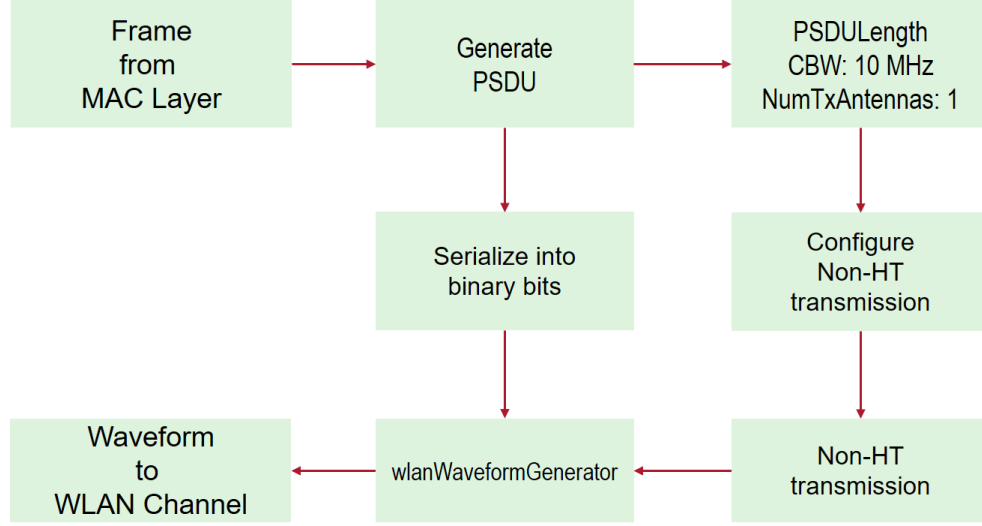 Frame
from
MAC Layer
Generate
PSDU
PSDULength
CBW: 10 MHz
NumTxAntennas: 1
Serialize into
binary bits
Configure
Non-HT
transmission
Waveform
to
WLAN Channel
wlanWaveformGenerator
Non-HT
transmission